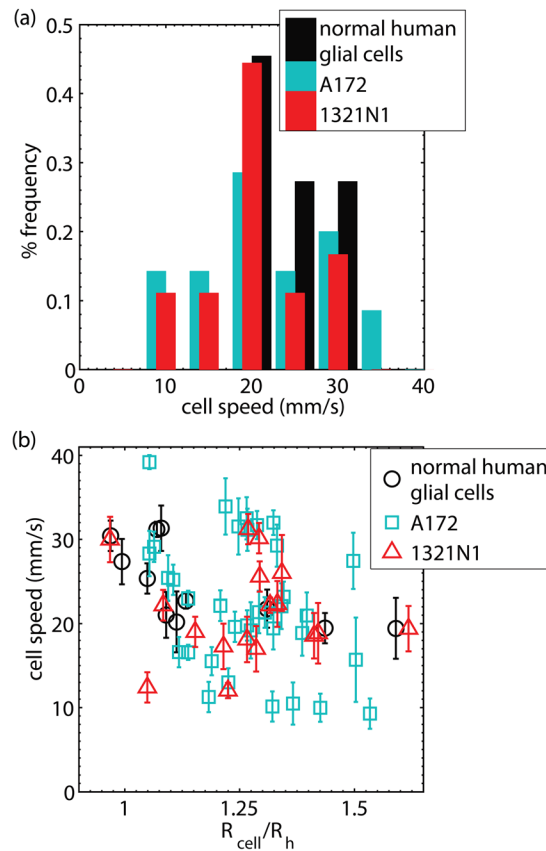 (a)
normal human
glial cells
A172
1321N1
% frequency
0.5
0.4
0.3
0.2
0.1
0
0
10
20
30
40
cell speed (mm/s)
(b)
normal human
glial cells
A172
1321N1
cell speed (mm/s)
40
30
20
10
0
1
1.25
1.5
R_cell/R_h